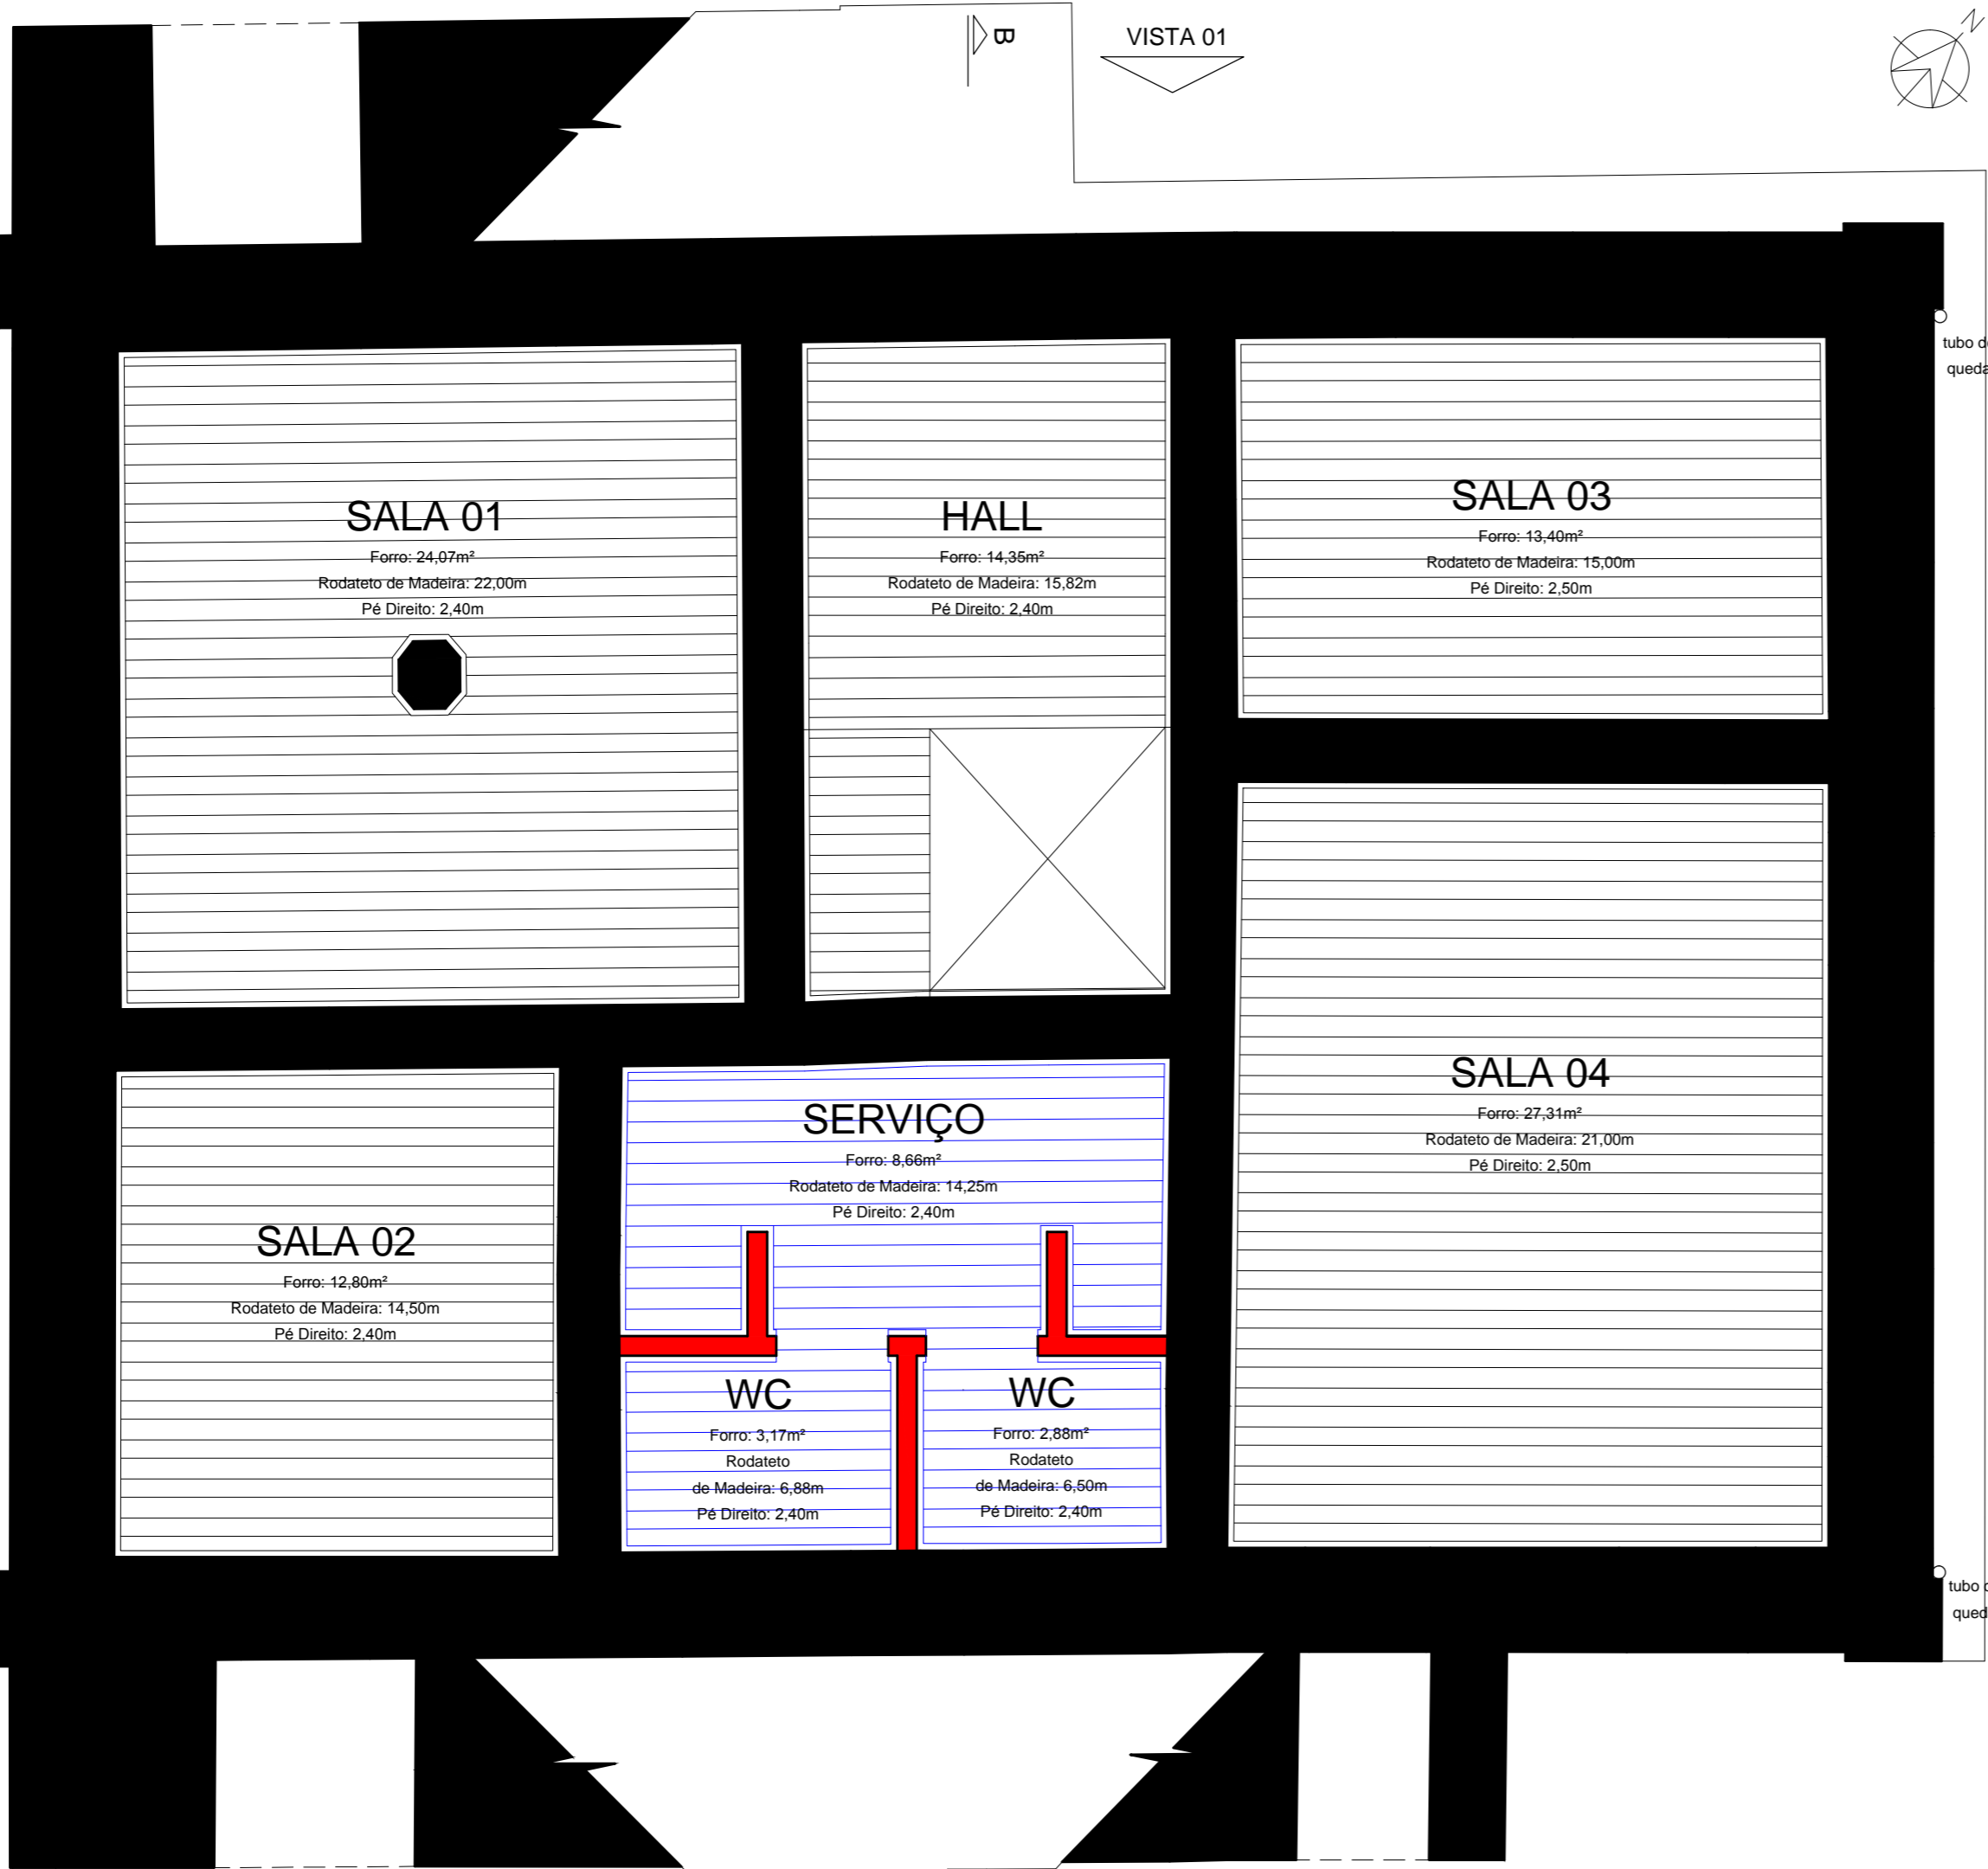 B
VISTA 01
N
tubo d
queda
SALA 01
Forro: 24,07m²
Rodateto de Madeira: 22,00m
Pé Direito: 2,40m
HALL
Forro: 14,35m²
Rodateto de Madeira: 15,82m
Pé Direito: 2,40m
SALA 03
Forro: 13,40m²
Rodateto de Madeira: 15,00m
Pé Direito: 2,50m
SALA 04
Forro: 27,31m²
Rodateto de Madeira: 21,00m
Pé Direito: 2,50m
SERVIÇO
Forro: 8,66m²
Rodateto de Madeira: 14,25m
Pé Direito: 2,40m
SALA 02
Forro: 12,80m²
Rodateto de Madeira: 14,50m
Pé Direito: 2,40m
WC
Forro: 3,17m²
Rodateto
de Madeira: 6,88m
Pé Direito: 2,40m
WC
Forro: 2,88m²
Rodateto
de Madeira: 6,50m
Pé Direito: 2,40m
tubo
qued